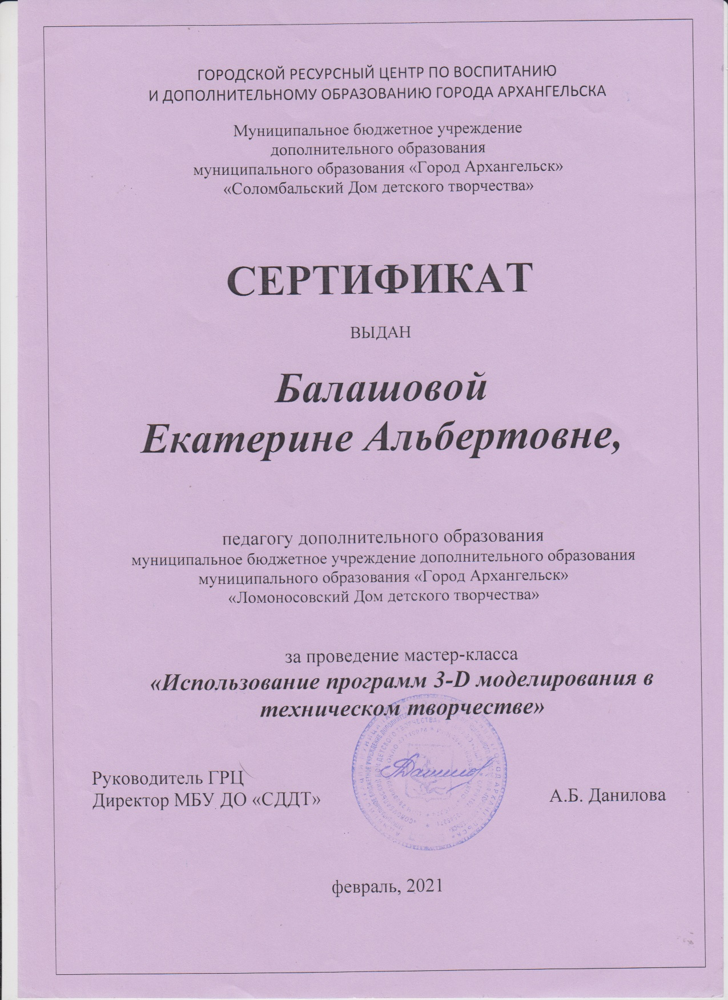 ГОРОДСКОЙ РЕСУРСНЫЙ ЦЕНТР ПО ВОСПИТАНИЮ
И ДОПОЛНИТЕЛЬНОМУ ОБРАЗОВАНИЮ ГОРОДА АРХАНГЕЛЬСКА
Муниципальное бюджетное учреждение
дополнительного образования
муниципального образования «Город Архангельск»
«Соломбальский Дом детского творчества»
СЕРТИФИКАТ
ВЫДАН
Балашовой
Екатерине Альбертовне,
педагогу дополнительного образования
муниципальное бюджетное учреждение дополнительного образования
муниципального образования «Город Архангельск»
«Ломоносовский Дом детского творчества»
за проведение мастер-класса
«Использование программ 3-D моделирования в
техническом творчестве»
Руководитель ГРЦ
Директор МБУ ДО «СДДТ»
А.Б. Данилова
февраль, 2021